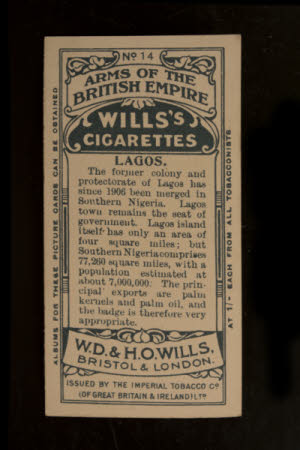 No 14
ARMS OF THE
BRITISH EMPIRE
WILLS'S
CIGARETTES
LAGOS.
The former colony and
protectorate of Lagos has
since 1906 been merged in
Southern Nigeria. Lagos
town remains the seat of
government. Lagos island
itself has only an area of
four square miles; but
Southern Nigeria comprises
77,260 square miles, with a
population estimated at
about 7,000,000. The prin-
cipal exports are palm
kernels and palm oil, and
the badge is therefore very
appropriate.
W.D. & H.O. WILLS,
BRISTOL & LONDON.
ISSUED BY THE IMPERIAL TOBACCO CO
(OF GREAT BRITAIN & IRELAND) LTD
ALBUMS FOR THESE PICTURE CARDS CAN BE OBTAINED
AT 1/- EACH FROM ALL TOBACCONISTS.